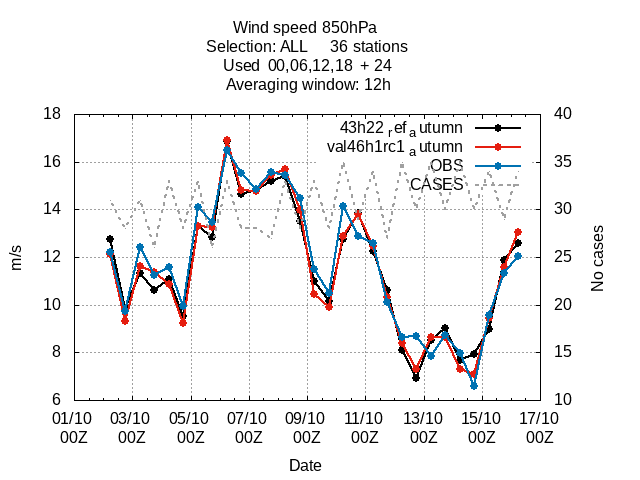 Wind speed 850hPa
Selection: ALL 36 stations
Used 00,06,12,18 + 24
Averaging window: 12h
18 40
43h22 refa utumn
val46h1rc1 a utumn
16 OBS 35
CASES
14 30
m/s
12 25
No cases
10 20
8 15
6 10
01/10 03/10 05/10 07/10 09/10 11/10 13/10 15/10 17/10
00Z 00Z 00Z 00Z 00Z 00Z 00Z 00Z 00Z
Date